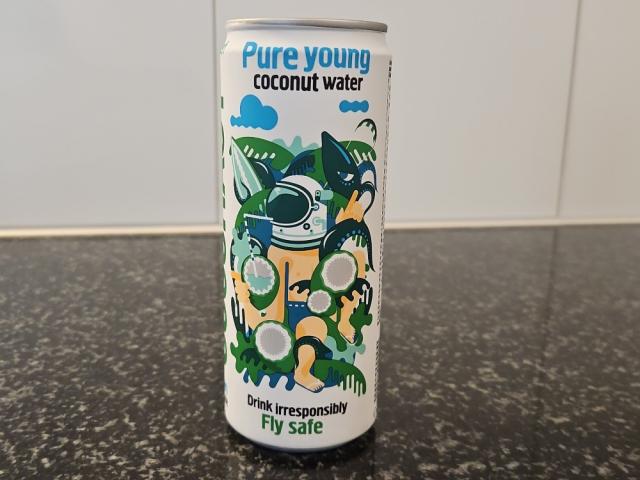 Pure young
coconut water
Drink irresponsibly
Fly safe